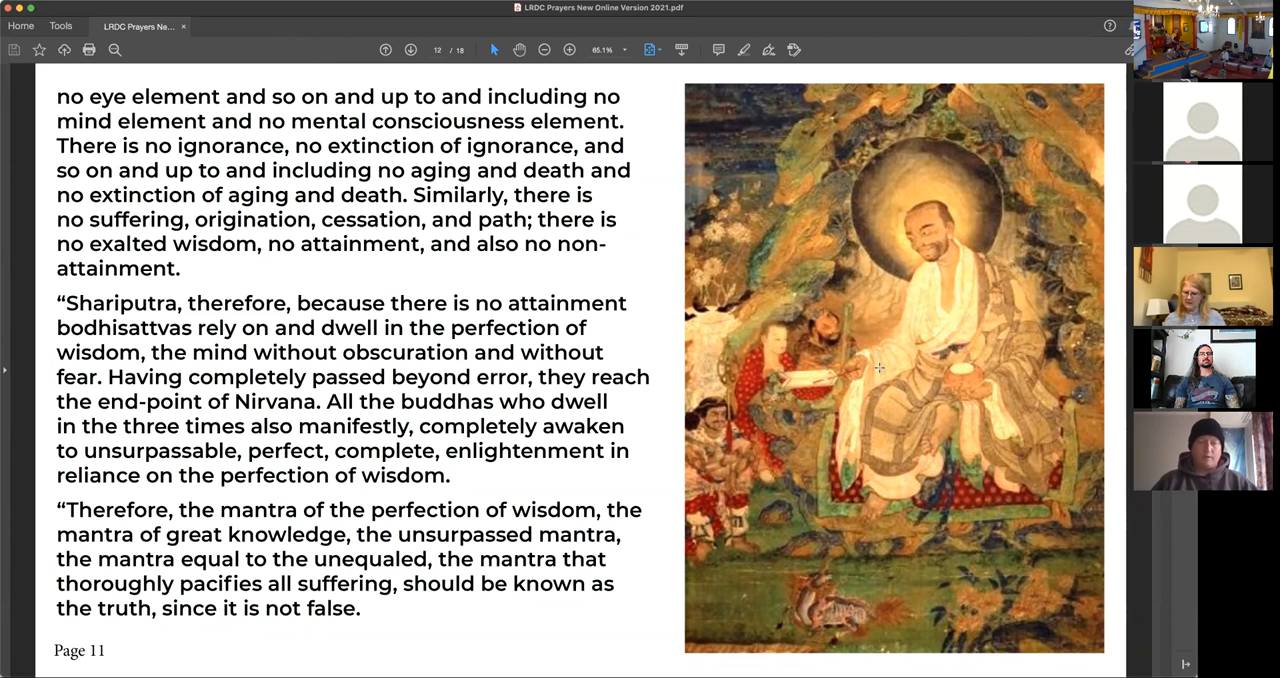 LRDC Prayers New Online Version 2021.pdf
Home Tools LRDC Prayers Ne... ×
12 / 18 65.1%
no eye element and so on and up to and including no
mind element and no mental consciousness element.
There is no ignorance, no extinction of ignorance, and
so on and up to and including no aging and death and
no extinction of aging and death. Similarly, there is
no suffering, origination, cessation, and path; there is
no exalted wisdom, no attainment, and also no non-
attainment.
“Shariputra, therefore, because there is no attainment
bodhisattvas rely on and dwell in the perfection of
wisdom, the mind without obscuration and without
fear. Having completely passed beyond error, they reach
the end-point of Nirvana. All the buddhas who dwell
in the three times also manifestly, completely awaken
to unsurpassable, perfect, complete, enlightenment in
reliance on the perfection of wisdom.
“Therefore, the mantra of the perfection of wisdom, the
mantra of great knowledge, the unsurpassed mantra,
the mantra equal to the unequaled, the mantra that
thoroughly pacifies all suffering, should be known as
the truth, since it is not false.
Page 11